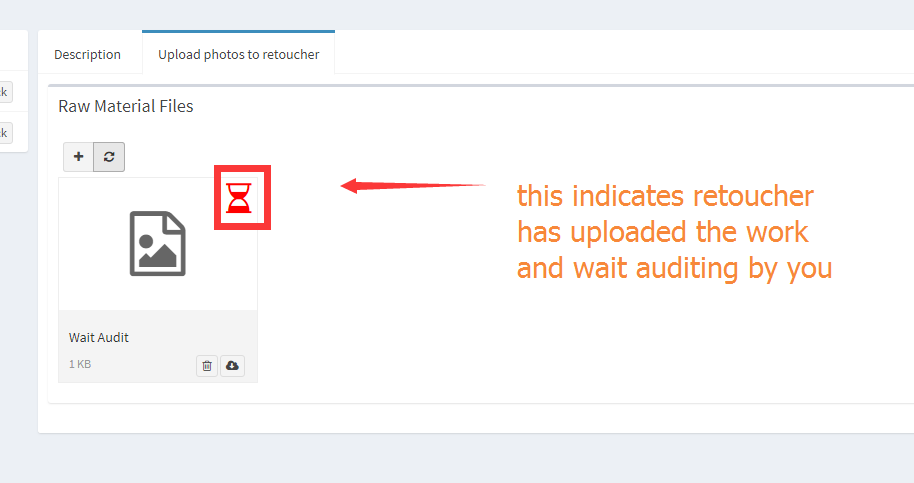 Description
Upload photos to retoucher
Raw Material Files
this indicates retoucher
has uploaded the work
and wait auditing by you
Wait Audit
1 KB